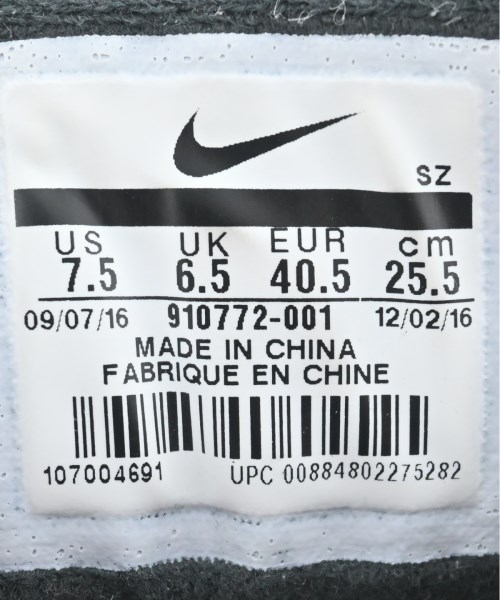 SZ
US UK EUR cm
7.5 6.5 40.5 25.5
09/07/16 910772-001 12/02/16
MADE IN CHINA
FABRIQUE EN CHINE
107004691 UPC 00884802275282